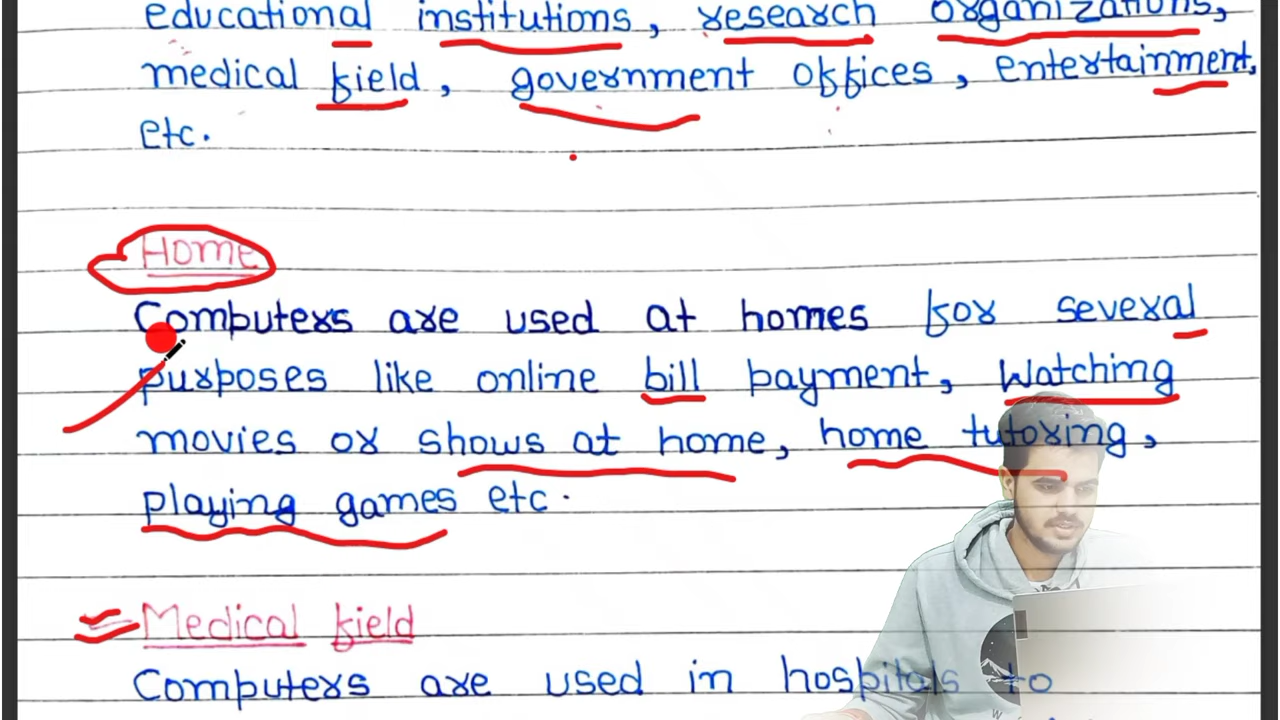 educational institutions, research organizations,
medical field, government offices, entertainment,
etc.
Home
Computers are used at homes for several
purposes like online bill payment, Watching
movies or shows at home, home tutoring,
playing games etc.
Medical field
Computers are used in hospitals to